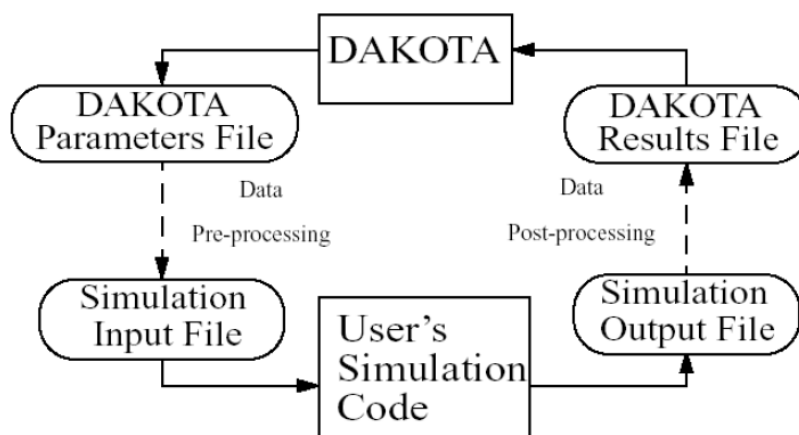 DAKOTA
DAKOTA
Parameters File
DAKOTA
Results File
Data
Pre-processing
Data
Post-processing
Simulation
Input File
User's
Simulation
Code
Simulation
Output File